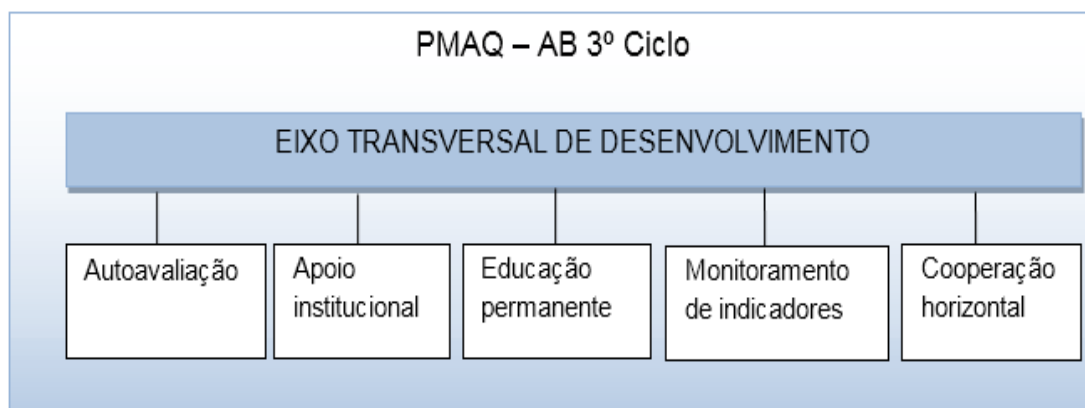 PMAQ – AB 3º Ciclo
EIXO TRANSVERSAL DE DESENVOLVIMENTO
Autoavaliação
Apoio
institucional
Educação
permanente
Monitoramento
de indicadores
Cooperação
horizontal